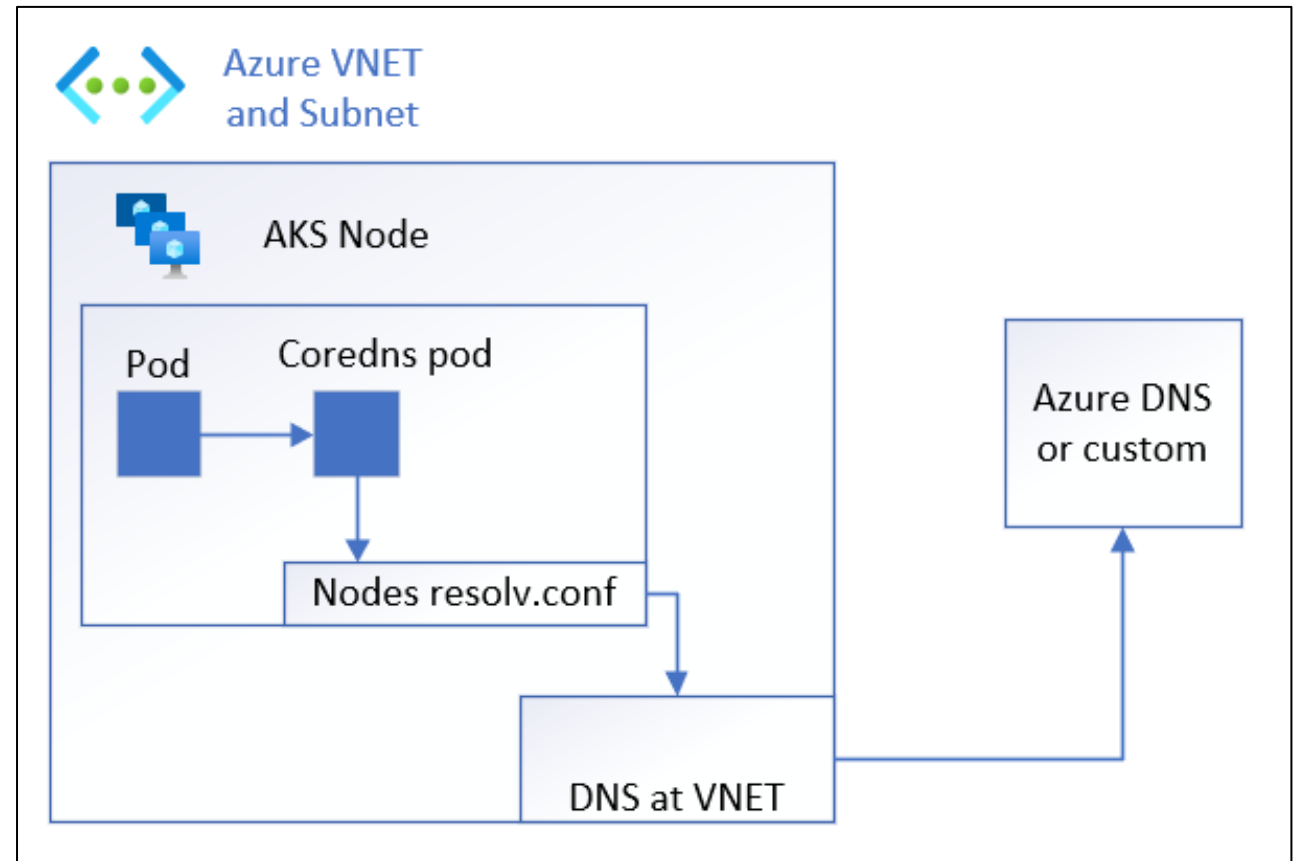 Azure VNET
and Subnet
AKS Node
Pod
Coredns pod
Nodes resolv.conf
DNS at VNET
Azure DNS
or custom